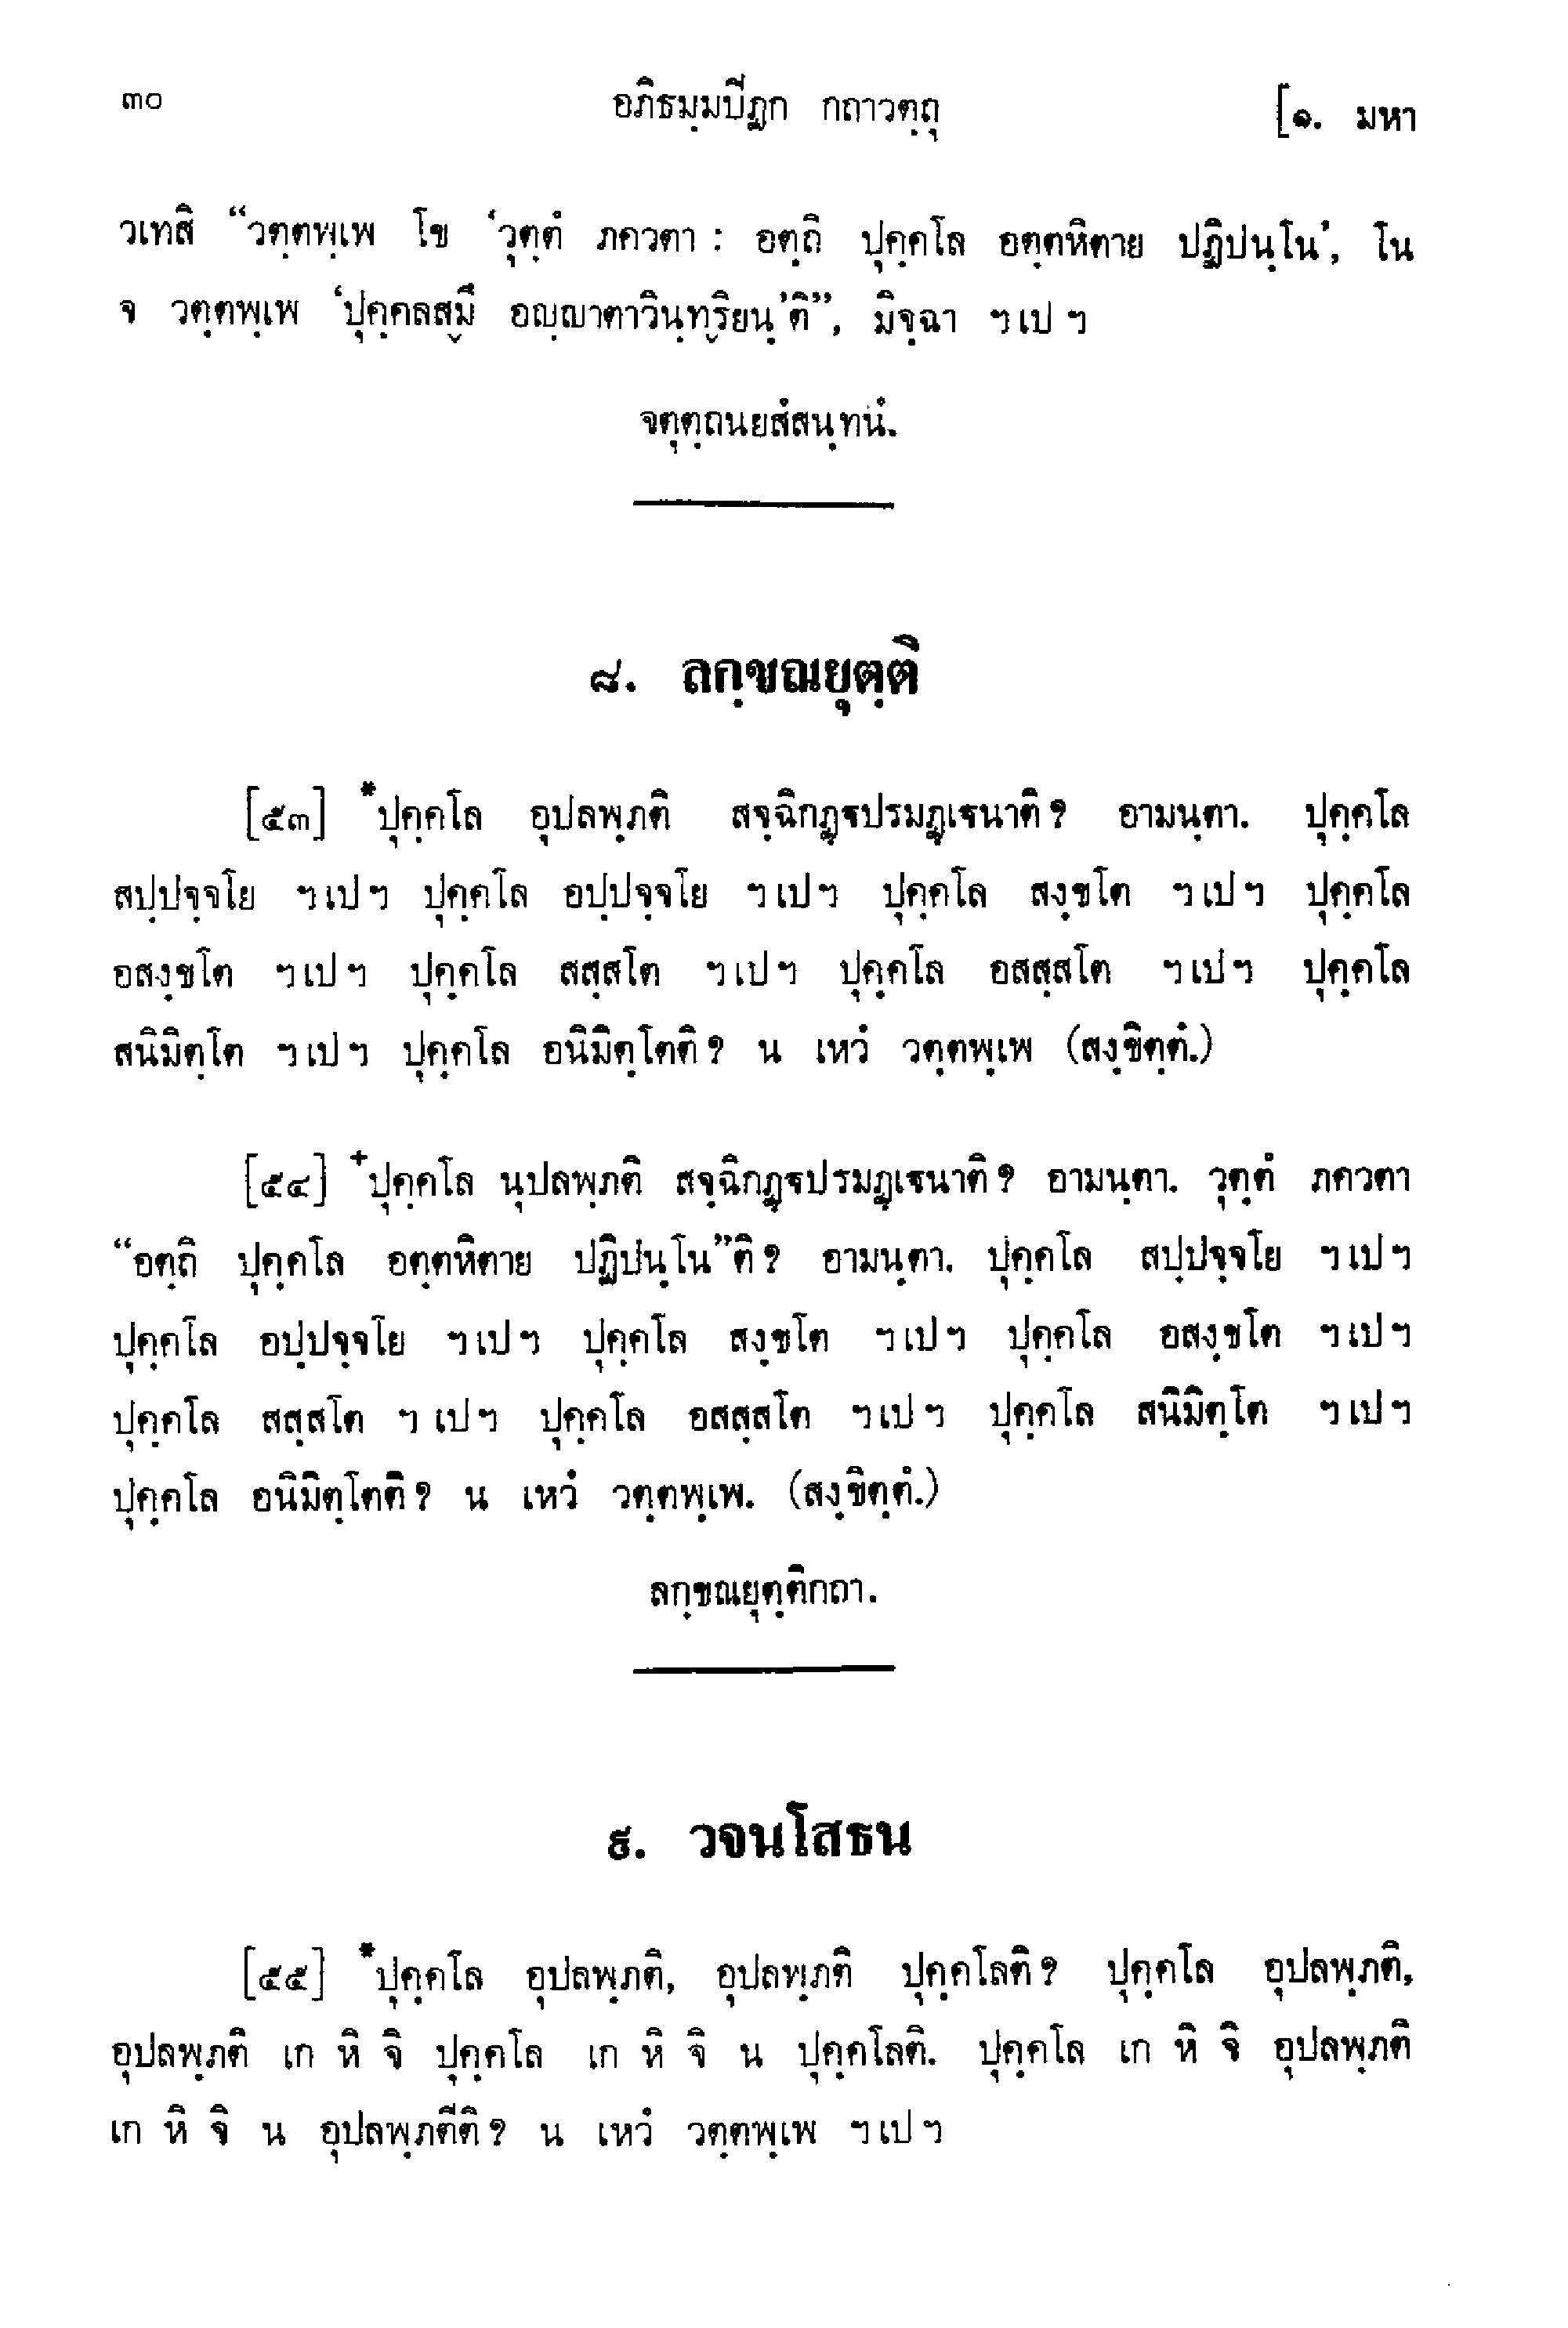 ๓๐ อภิธมฺมปิฏก กถาวตฺถุ [๑. มหา
วเทสิ “วตฺตพฺเพ โข ‘วุตฺตํ ภควตา : อตฺถิ ปุคฺคโล อตฺตหิตาย ปฏิปนฺโน’, โน
จ วตฺตพฺเพ ‘ปุคฺคลสฺมึ อญฺญาตาวินฺทฺริยนฺ’ติ”, มิจฺฉา ฯเปฯ
จตุตฺถนยสํสนฺทนํ.
๘. ลกฺขณยุตฺติ
[๕๓] *ปุคฺคโล อุปลพฺภติ สจฺฉิกฏฺฐปรมฏฺเฐนาติ? อามนฺตา. ปุคฺคโล
สปฺปจฺจโย ฯเปฯ ปุคฺคโล อปฺปจฺจโย ฯเปฯ ปุคฺคโล สงฺขโต ฯเปฯ ปุคฺคโล
อสงฺขโต ฯเปฯ ปุคฺคโล สสฺสโต ฯเปฯ ปุคฺคโล อสสฺสโต ฯเปฯ ปุคฺคโล
สนิมิตฺโต ฯเปฯ ปุคฺคโล อนิมิตฺโตติ? น เหวํ วตฺตพฺเพ (สงฺขิตฺตํ.)
[๕๔] +ปุคฺคโล นุปลพฺภติ สจฺฉิกฏฺฐปรมฏฺเฐนาติ? อามนฺตา. วุตฺตํ ภควตา
“อตฺถิ ปุคฺคโล อตฺตหิตาย ปฏิปนฺโน”ติ? อามนฺตา. ปุคฺคโล สปฺปจฺจโย ฯเปฯ
ปุคฺคโล อปฺปจฺจโย ฯเปฯ ปุคฺคโล สงฺขโต ฯเปฯ ปุคฺคโล อสงฺขโต ฯเปฯ
ปุคฺคโล สสฺสโต ฯเปฯ ปุคฺคโล อสสฺสโต ฯเปฯ ปุคฺคโล สนิมิตฺโต ฯเปฯ
ปุคฺคโล อนิมิตฺโตติ? น เหวํ วตฺตพฺเพ. (สงฺขิตฺตํ.)
ลกฺขณยุตฺติกถา.
๙. วจนโสธน
[๕๕] *ปุคฺคโล อุปลพฺภติ, อุปลพฺภติ ปุคฺคโลติ? ปุคฺคโล อุปลพฺภติ,
อุปลพฺภติ เก หิ จิ ปุคฺคโล เก หิ จิ น ปุคฺคโลติ. ปุคฺคโล เก หิ จิ อุปลพฺภติ
เก หิ จิ น อุปลพฺภตีติ? น เหวํ วตฺตพฺเพ ฯเปฯ